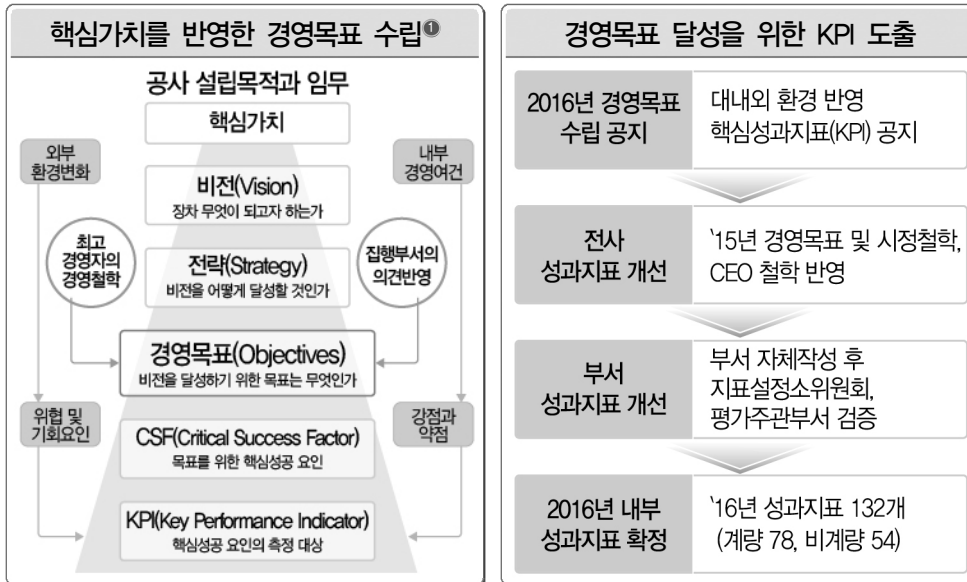 핵심가치를 반영한 경영목표 수립❶
공사 설립목적과 임무
핵심가치
외부
환경변화
내부
경영여건
비전(Vision)
장차 무엇이 되고자 하는가
최고
경영자의
경영철학
전략(Strategy)
비전을 어떻게 달성할 것인가
집행부서의
의견반영
경영목표(Objectives)
비전을 달성하기 위한 목표는 무엇인가
위협 및
기회요인
CSF(Critical Success Factor)
목표를 위한 핵심성공 요인
강점과
약점
KPI(Key Performance Indicator)
핵심성공 요인의 측정 대상
경영목표 달성을 위한 KPI 도출
2016년 경영목표
수립 공지
대내외 환경 반영
핵심성과지표(KPI) 공지
전사
성과지표 개선
‘15년 경영목표 및 시정철학,
CEO 철학 반영
부서
성과지표 개선
부서 자체작성 후
지표설정소위원회,
평가주관부서 검증
2016년 내부
성과지표 확정
‘16년 성과지표 132개
(계량 78, 비계량 54)